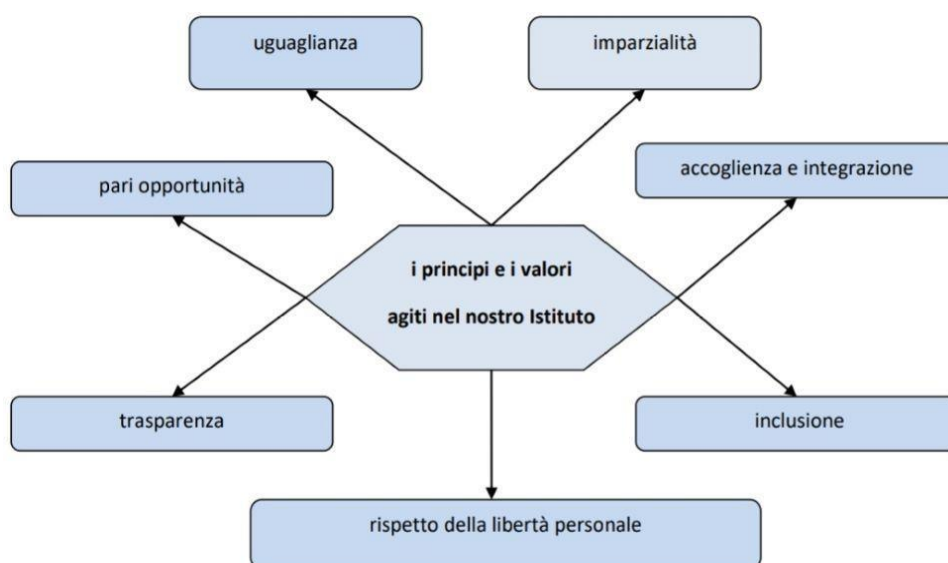 uguaglianza
imparzialità
accoglienza e integrazione
pari opportunità
i principi e i valori
agiti nel nostro Istituto
trasparenza
inclusione
rispetto della libertà personale